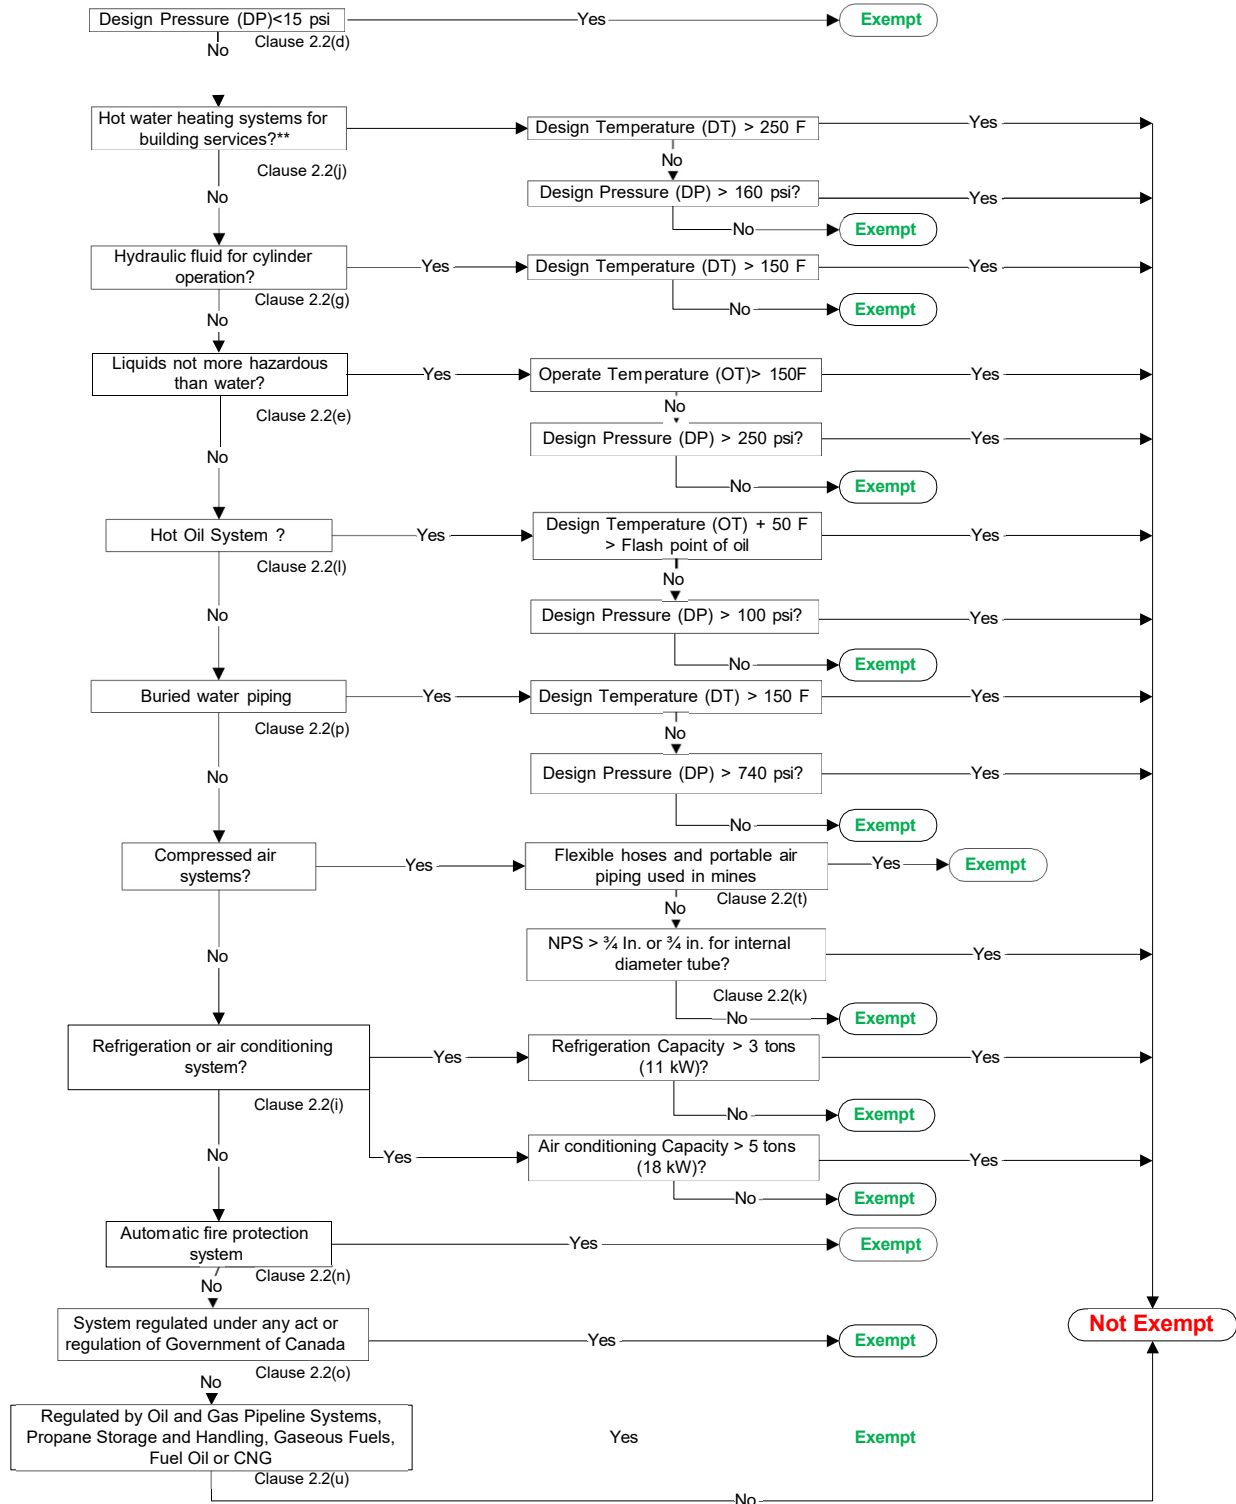 Design Pressure (DP)<15 psi
Yes
Exempt
Clause 2.2(d)
No
Hot water heating systems for
building services?**
Design Temperature (DT) > 250 F
Yes
Clause 2.2(j)
No
No
Design Pressure (DP) > 160 psi?
Yes
No
Exempt
Hydraulic fluid for cylinder
operation?
Yes
Design Temperature (DT) > 150 F
Yes
Clause 2.2(g)
No
Exempt
No
Liquids not more hazardous
than water?
Yes
Operate Temperature (OT)> 150F
Yes
Clause 2.2(e)
No
No
Design Pressure (DP) > 250 psi?
Yes
No
Exempt
Hot Oil System ?
Yes
Design Temperature (OT) + 50 F
> Flash point of oil
Yes
Clause 2.2(l)
No
No
Design Pressure (DP) > 100 psi?
Yes
No
Exempt
Buried water piping
Yes
Design Temperature (DT) > 150 F
Yes
Clause 2.2(p)
No
No
Design Pressure (DP) > 740 psi?
Yes
No
Exempt
Compressed air
systems?
Yes
Flexible hoses and portable air
piping used in mines
Yes
Exempt
Clause 2.2(t)
No
No
NPS > ¾ In. or ¾ in. for internal
diameter tube?
Yes
Clause 2.2(k)
No
Exempt
Refrigeration or air conditioning
system?
Yes
Refrigeration Capacity > 3 tons
(11 kW)?
Yes
Clause 2.2(i)
No
Exempt
No
Yes
Air conditioning Capacity > 5 tons
(18 kW)?
Yes
No
Exempt
Automatic fire protection
system
Yes
Exempt
Clause 2.2(n)
No
System regulated under any act or
regulation of Government of Canada
Yes
Exempt
Not Exempt
Clause 2.2(o)
No
Regulated by Oil and Gas Pipeline Systems,
Propane Storage and Handling, Gaseous Fuels,
Fuel Oil or CNG
Yes
Exempt
Clause 2.2(u)
No